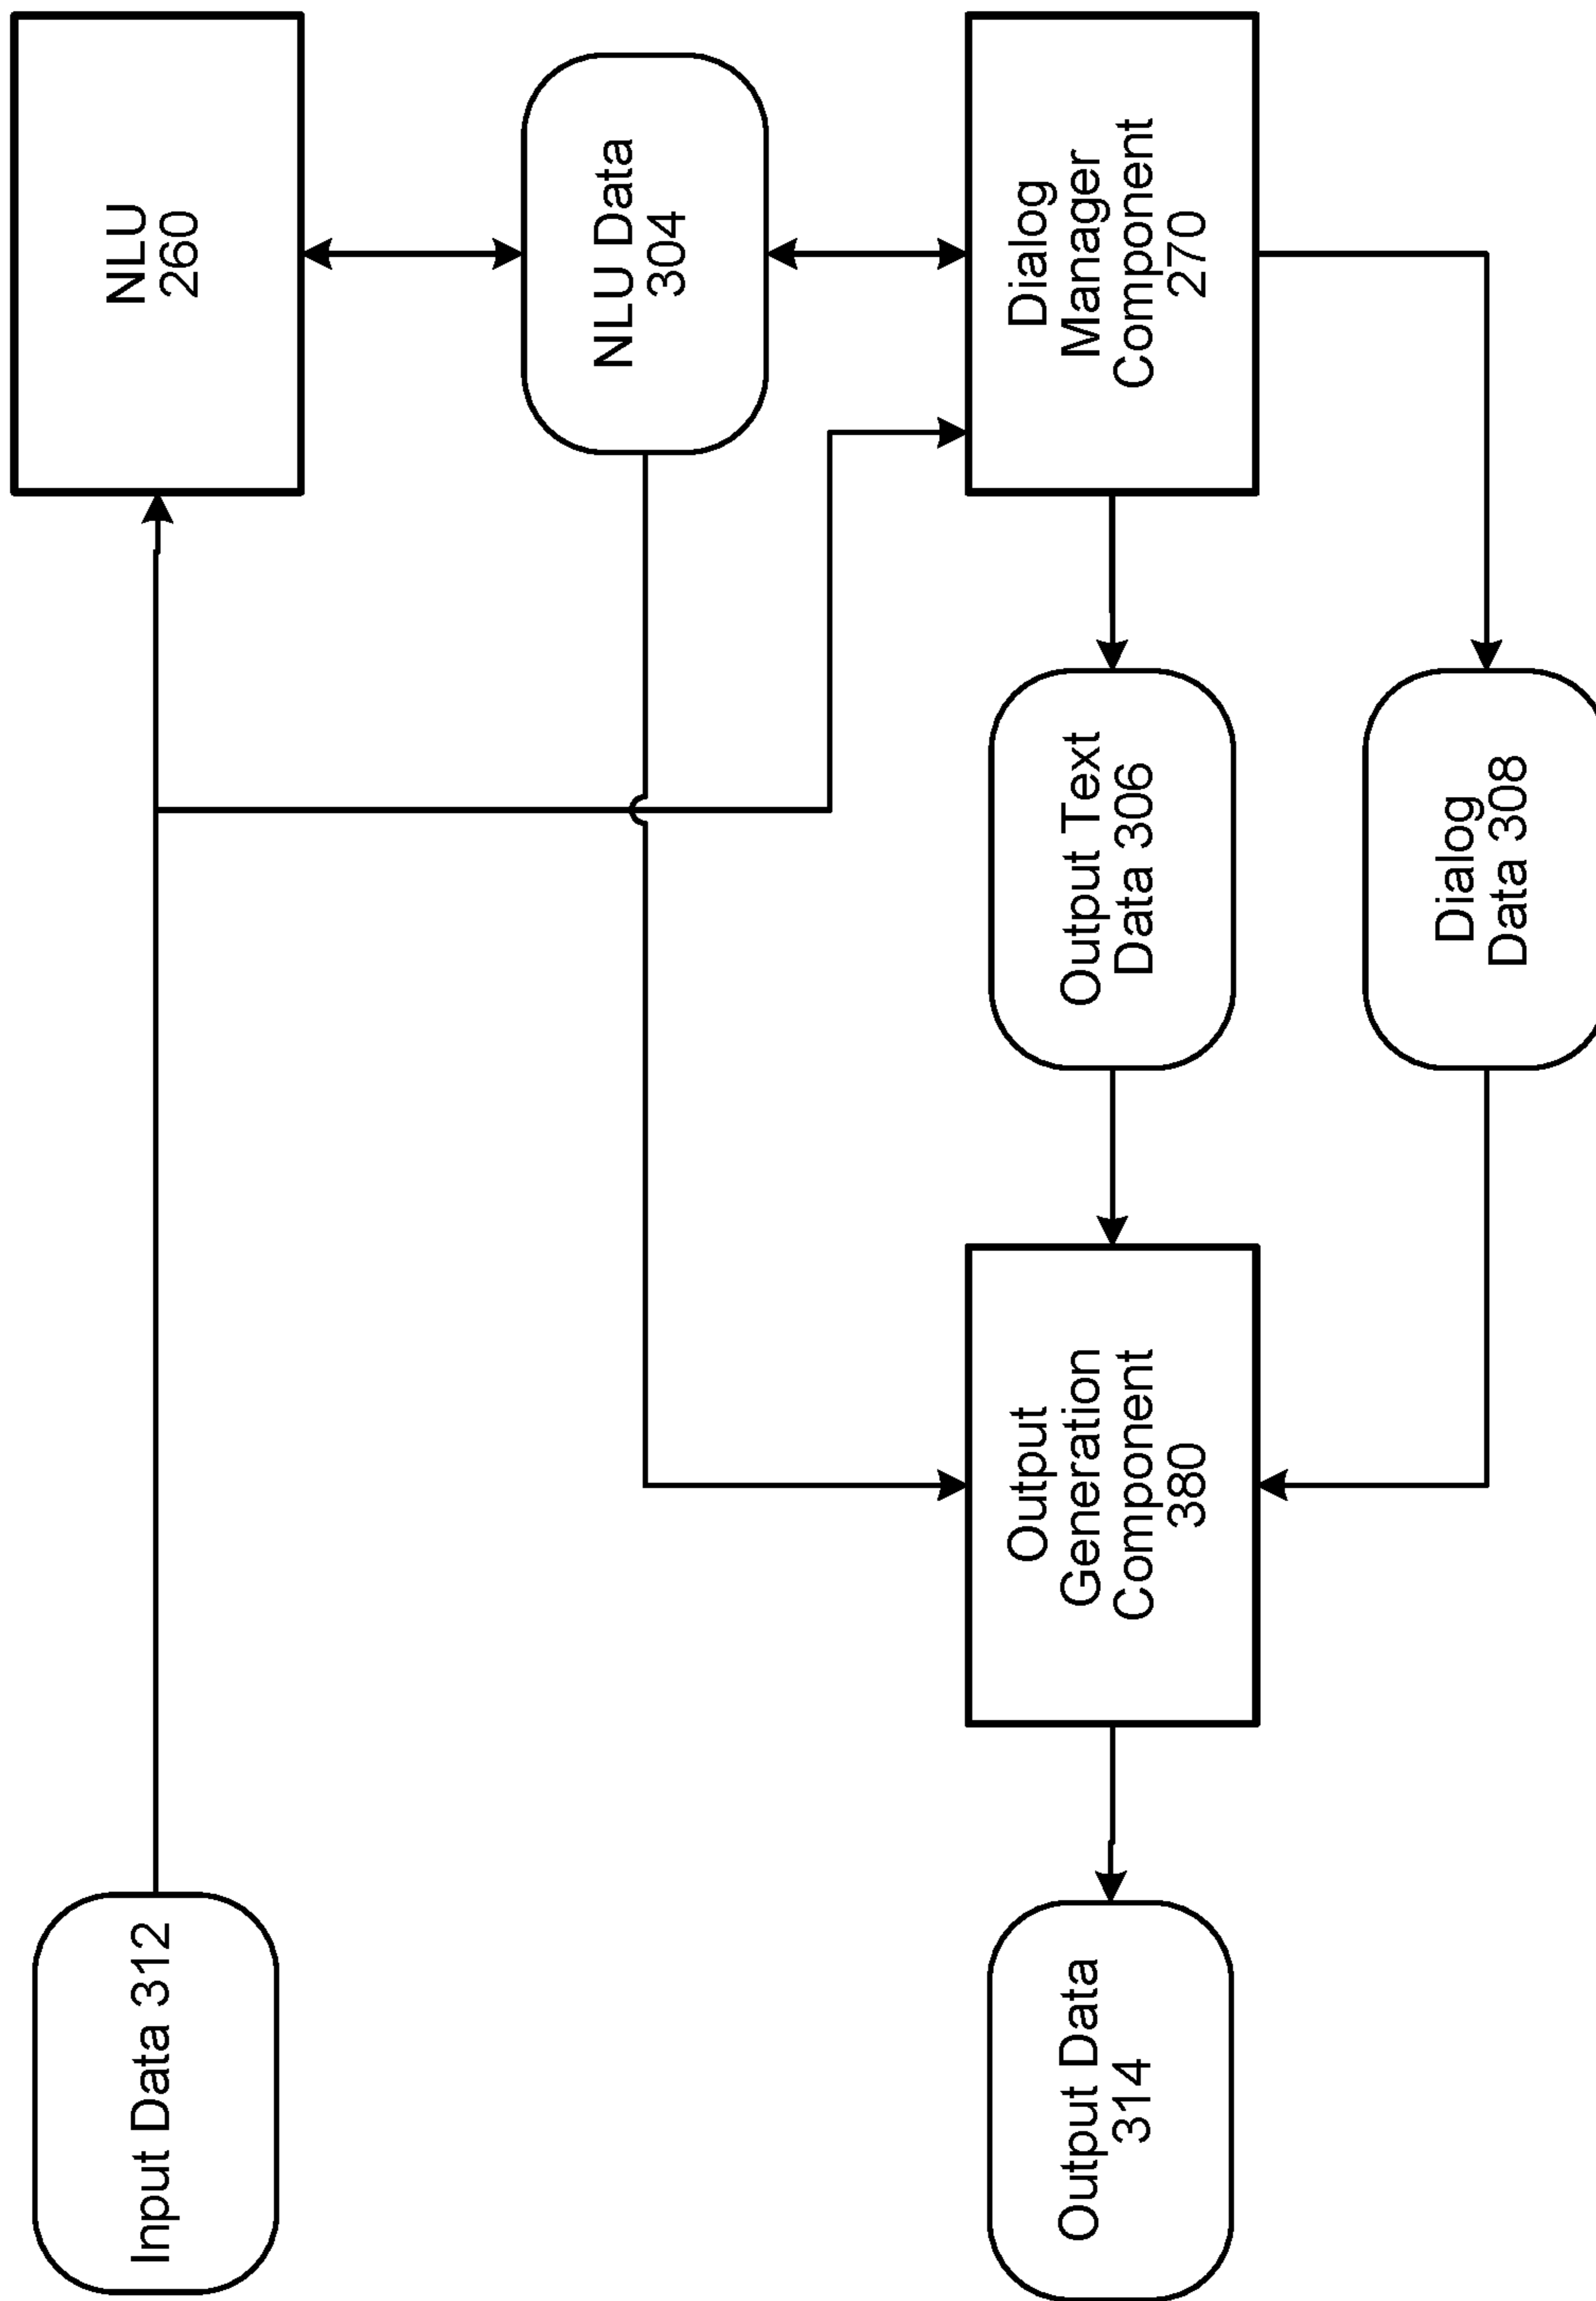 Input Data 312
NLU
260
NLU Data
304
Output Data
314
Output
Generation
Component
380
Output Text
Data 306
Dialog
Manager
Component
270
Dialog
Data 308